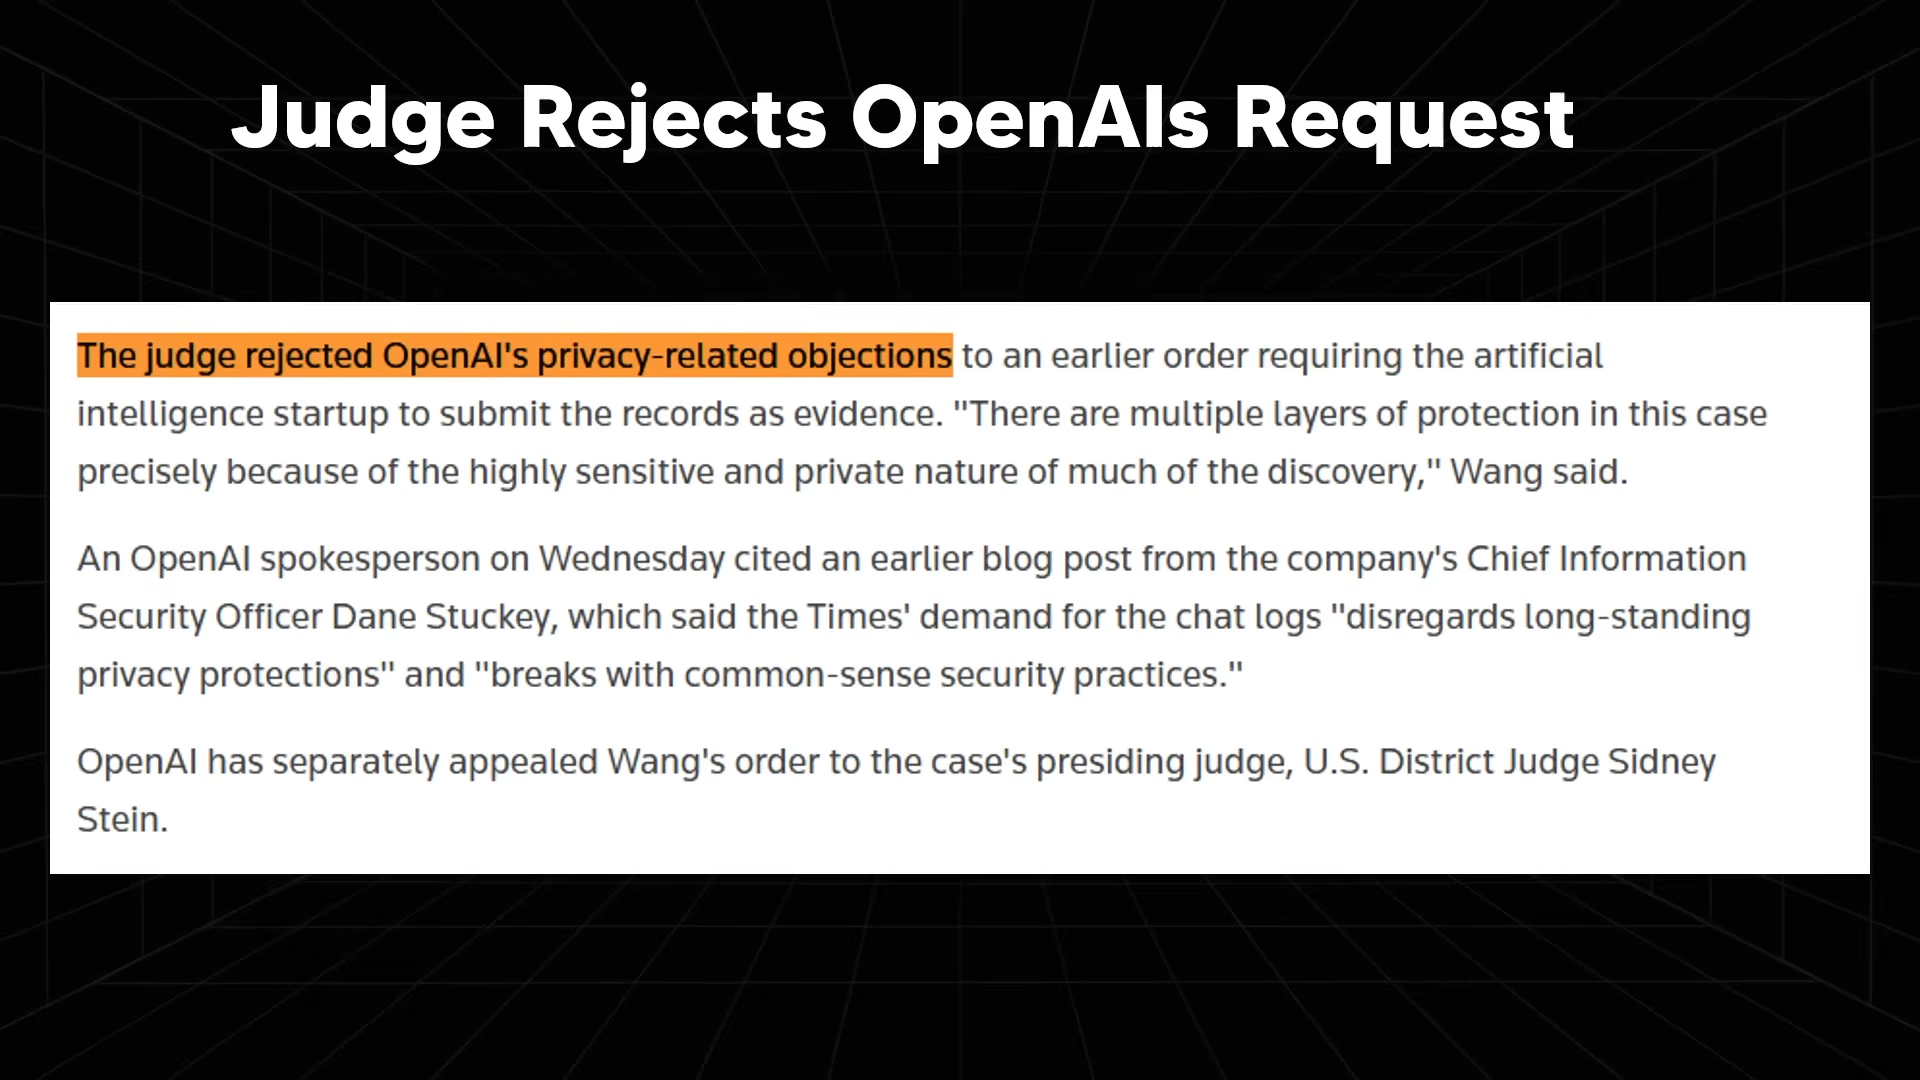 Judge Rejects OpenAIs Request
The judge rejected OpenAI's privacy-related objections to an earlier order requiring the artificial
intelligence startup to submit the records as evidence. "There are multiple layers of protection in this case
precisely because of the highly sensitive and private nature of much of the discovery," Wang said.
An OpenAI spokesperson on Wednesday cited an earlier blog post from the company's Chief Information
Security Officer Dane Stuckey, which said the Times' demand for the chat logs "disregards long-standing
privacy protections" and "breaks with common-sense security practices."
OpenAI has separately appealed Wang's order to the case's presiding judge, U.S. District Judge Sidney
Stein.